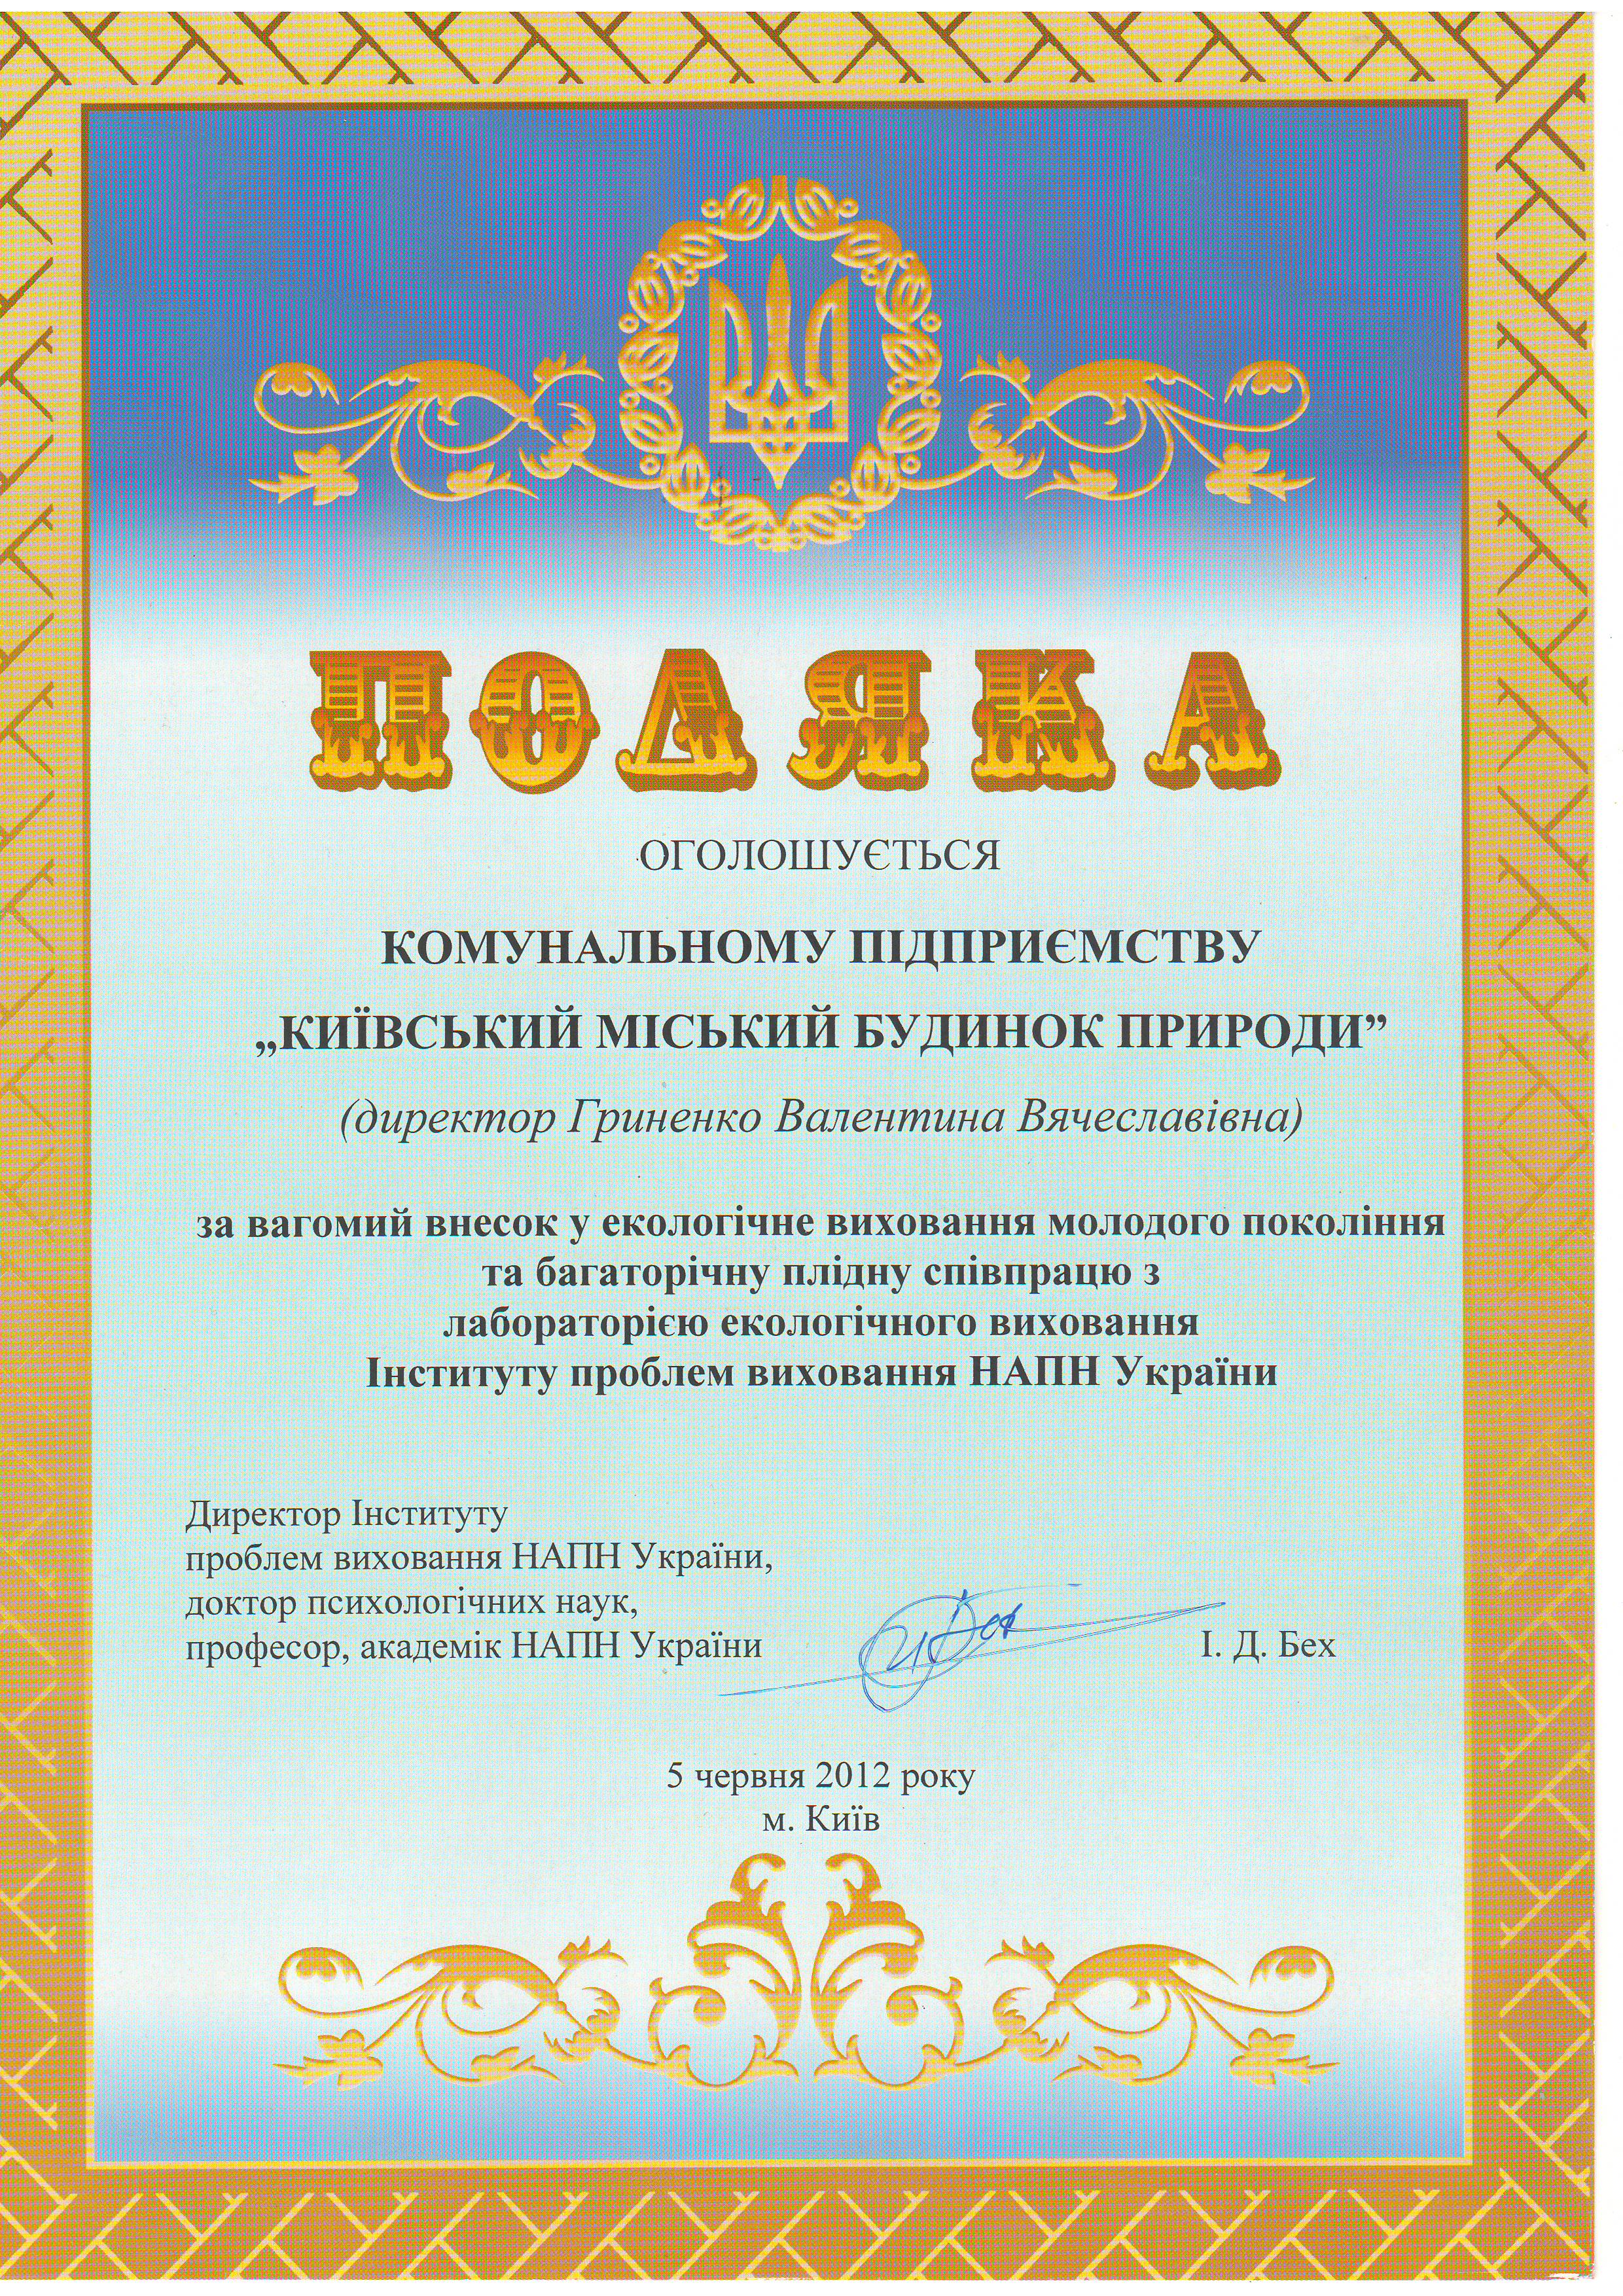 ПОДЯКА
ОГОЛОШУЄТЬСЯ
КОМУНАЛЬНОМУ ПІДПРИЄМСТВУ
„КИЇВСЬКИЙ МІСЬКИЙ БУДИНОК ПРИРОДИ”
(директор Гриненко Валентина Вячеславівна)
за вагомий внесок у екологічне виховання молодого покоління
та багаторічну плідну співпрацю з
лабораторією екологічного виховання
Інституту проблем виховання НАПН України
Директор Інституту
проблем виховання НАПН України,
доктор психологічних наук,
професор, академік НАПН України
І. Д. Бех
5 червня 2012 року
м. Київ